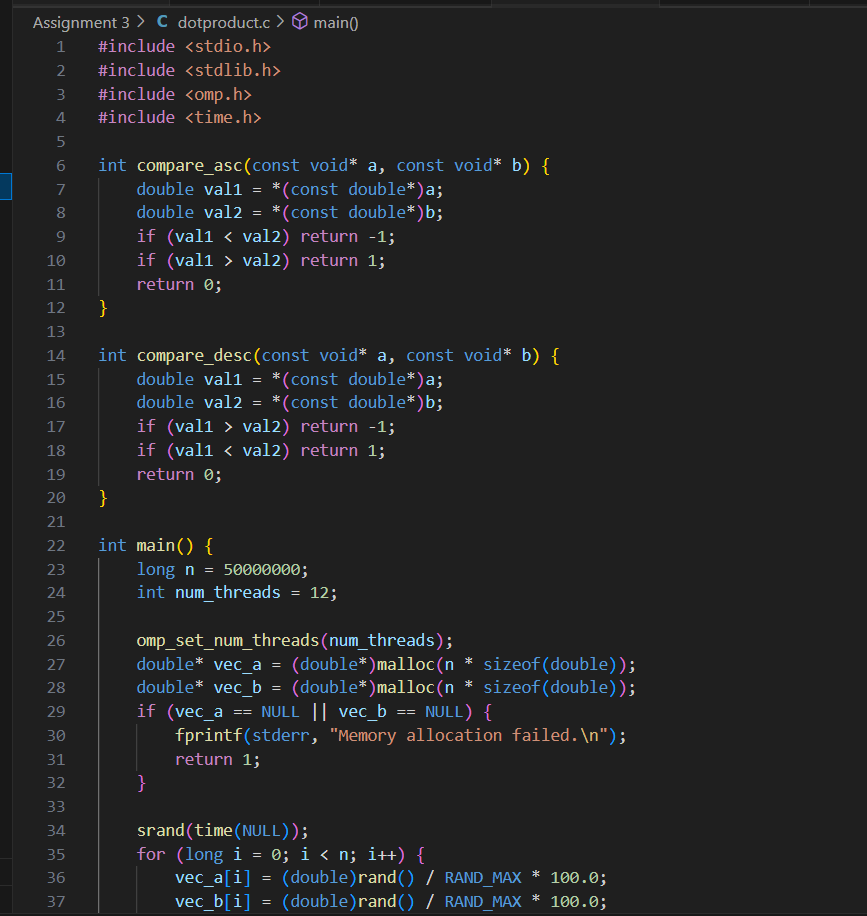 Assignment 3 > C dotproduct.c > main()
1 #include <stdio.h>
2 #include <stdlib.h>
3 #include <omp.h>
4 #include <time.h>
5
6 int compare_asc(const void* a, const void* b) {
7     double val1 = *(const double*)a;
8     double val2 = *(const double*)b;
9     if (val1 < val2) return -1;
10     if (val1 > val2) return 1;
11     return 0;
12 }
13
14 int compare_desc(const void* a, const void* b) {
15     double val1 = *(const double*)a;
16     double val2 = *(const double*)b;
17     if (val1 > val2) return -1;
18     if (val1 < val2) return 1;
19     return 0;
20 }
21
22 int main() {
23     long n = 50000000;
24     int num_threads = 12;
25
26     omp_set_num_threads(num_threads);
27     double* vec_a = (double*)malloc(n * sizeof(double));
28     double* vec_b = (double*)malloc(n * sizeof(double));
29     if (vec_a == NULL || vec_b == NULL) {
30         fprintf(stderr, "Memory allocation failed.\n");
31         return 1;
32     }
33
34     srand(time(NULL));
35     for (long i = 0; i < n; i++) {
36         vec_a[i] = (double)rand() / RAND_MAX * 100.0;
37         vec_b[i] = (double)rand() / RAND_MAX * 100.0;